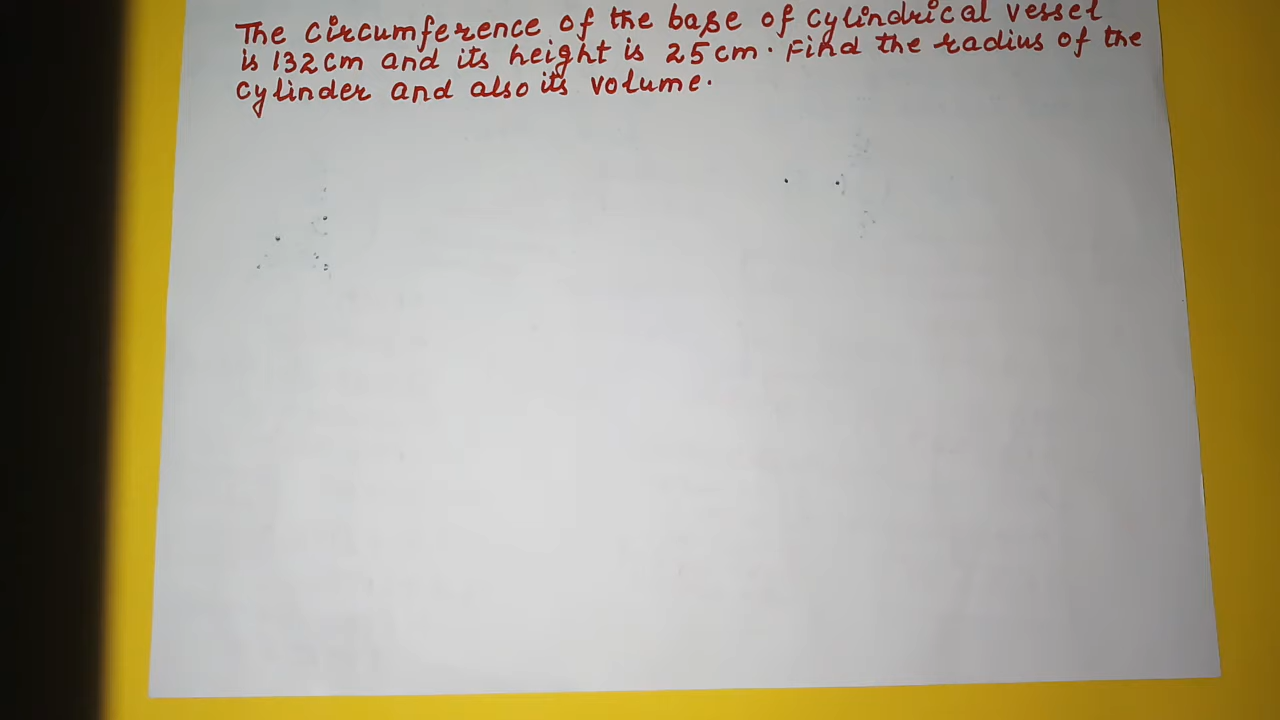 The circumference of the base of cylindrical vessel
is 132cm and its height is 25cm. Find the radius of the
cylinder and also its volume.